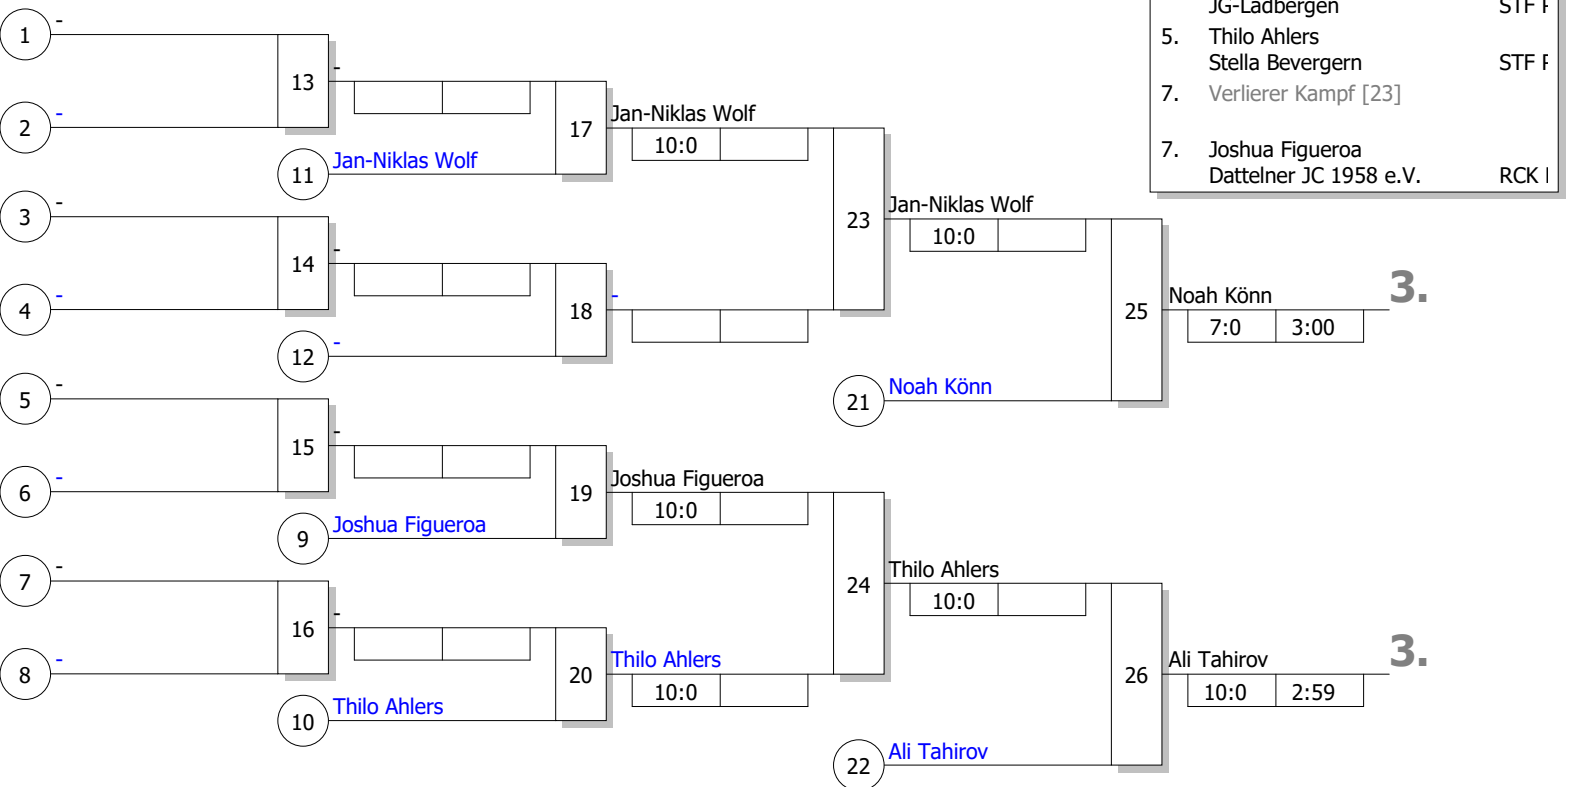 JG-Ladbergen STF
5. Thilo Ahlers
Stella Bevergern STF
7. Verlierer Kampf [23]
7. Joshua Figueroa
Dattelner JC 1958 e.V. RCK
1 -
13 -
2 -
17 Jan-Niklas Wolf
10:0
11 Jan-Niklas Wolf
3 -
23 Jan-Niklas Wolf
10:0
14 -
4 -
18 -
12 -
25 Noah Könn 3.
7:0 3:00
5 -
21 Noah Könn
15 -
6 -
19 Joshua Figueroa
10:0
9 Joshua Figueroa
7 -
24 Thilo Ahlers
10:0
16 -
8 -
20 Thilo Ahlers
10:0
10 Thilo Ahlers
26 Ali Tahirov 3.
10:0 2:59
22 Ali Tahirov